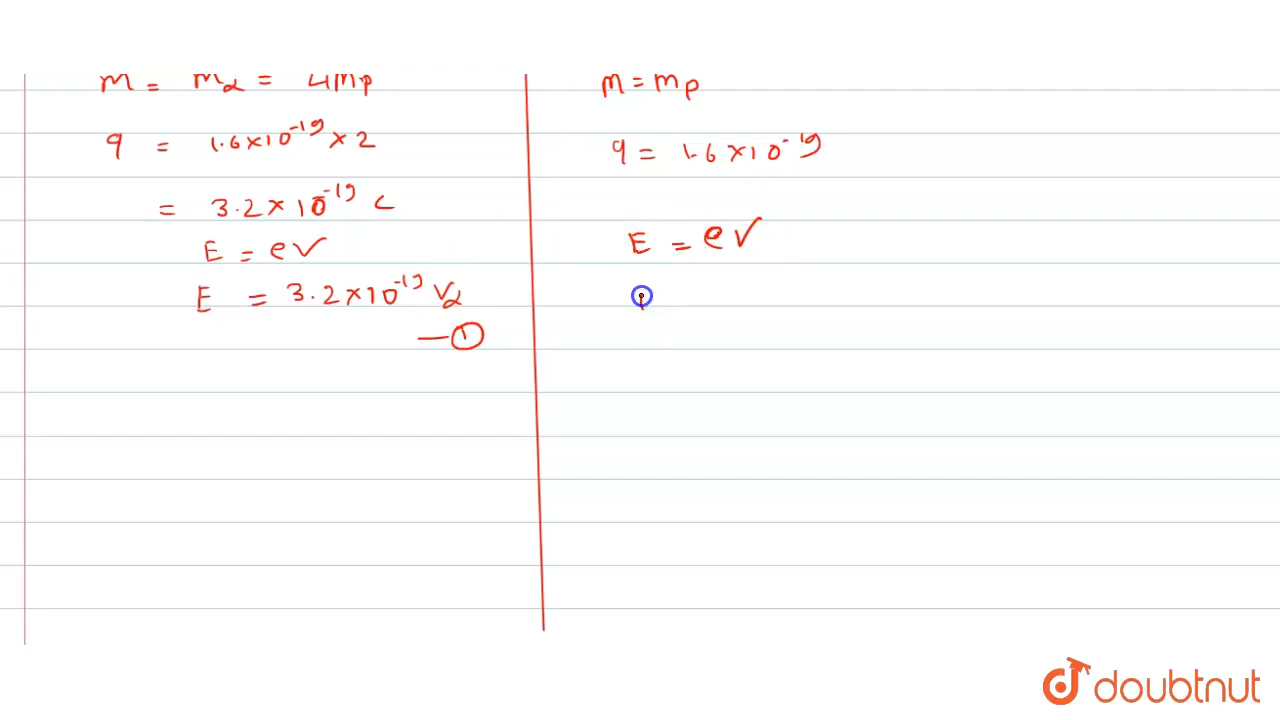 m = mα = 4mp
q = 1.6×10⁻¹⁹ × 2
= 3.2×10⁻¹⁹ C
E = eV
E = 3.2×10⁻¹⁹ Vα
—①
m = mp
q = 1.6×10⁻¹⁹
E = eV
doubtnut